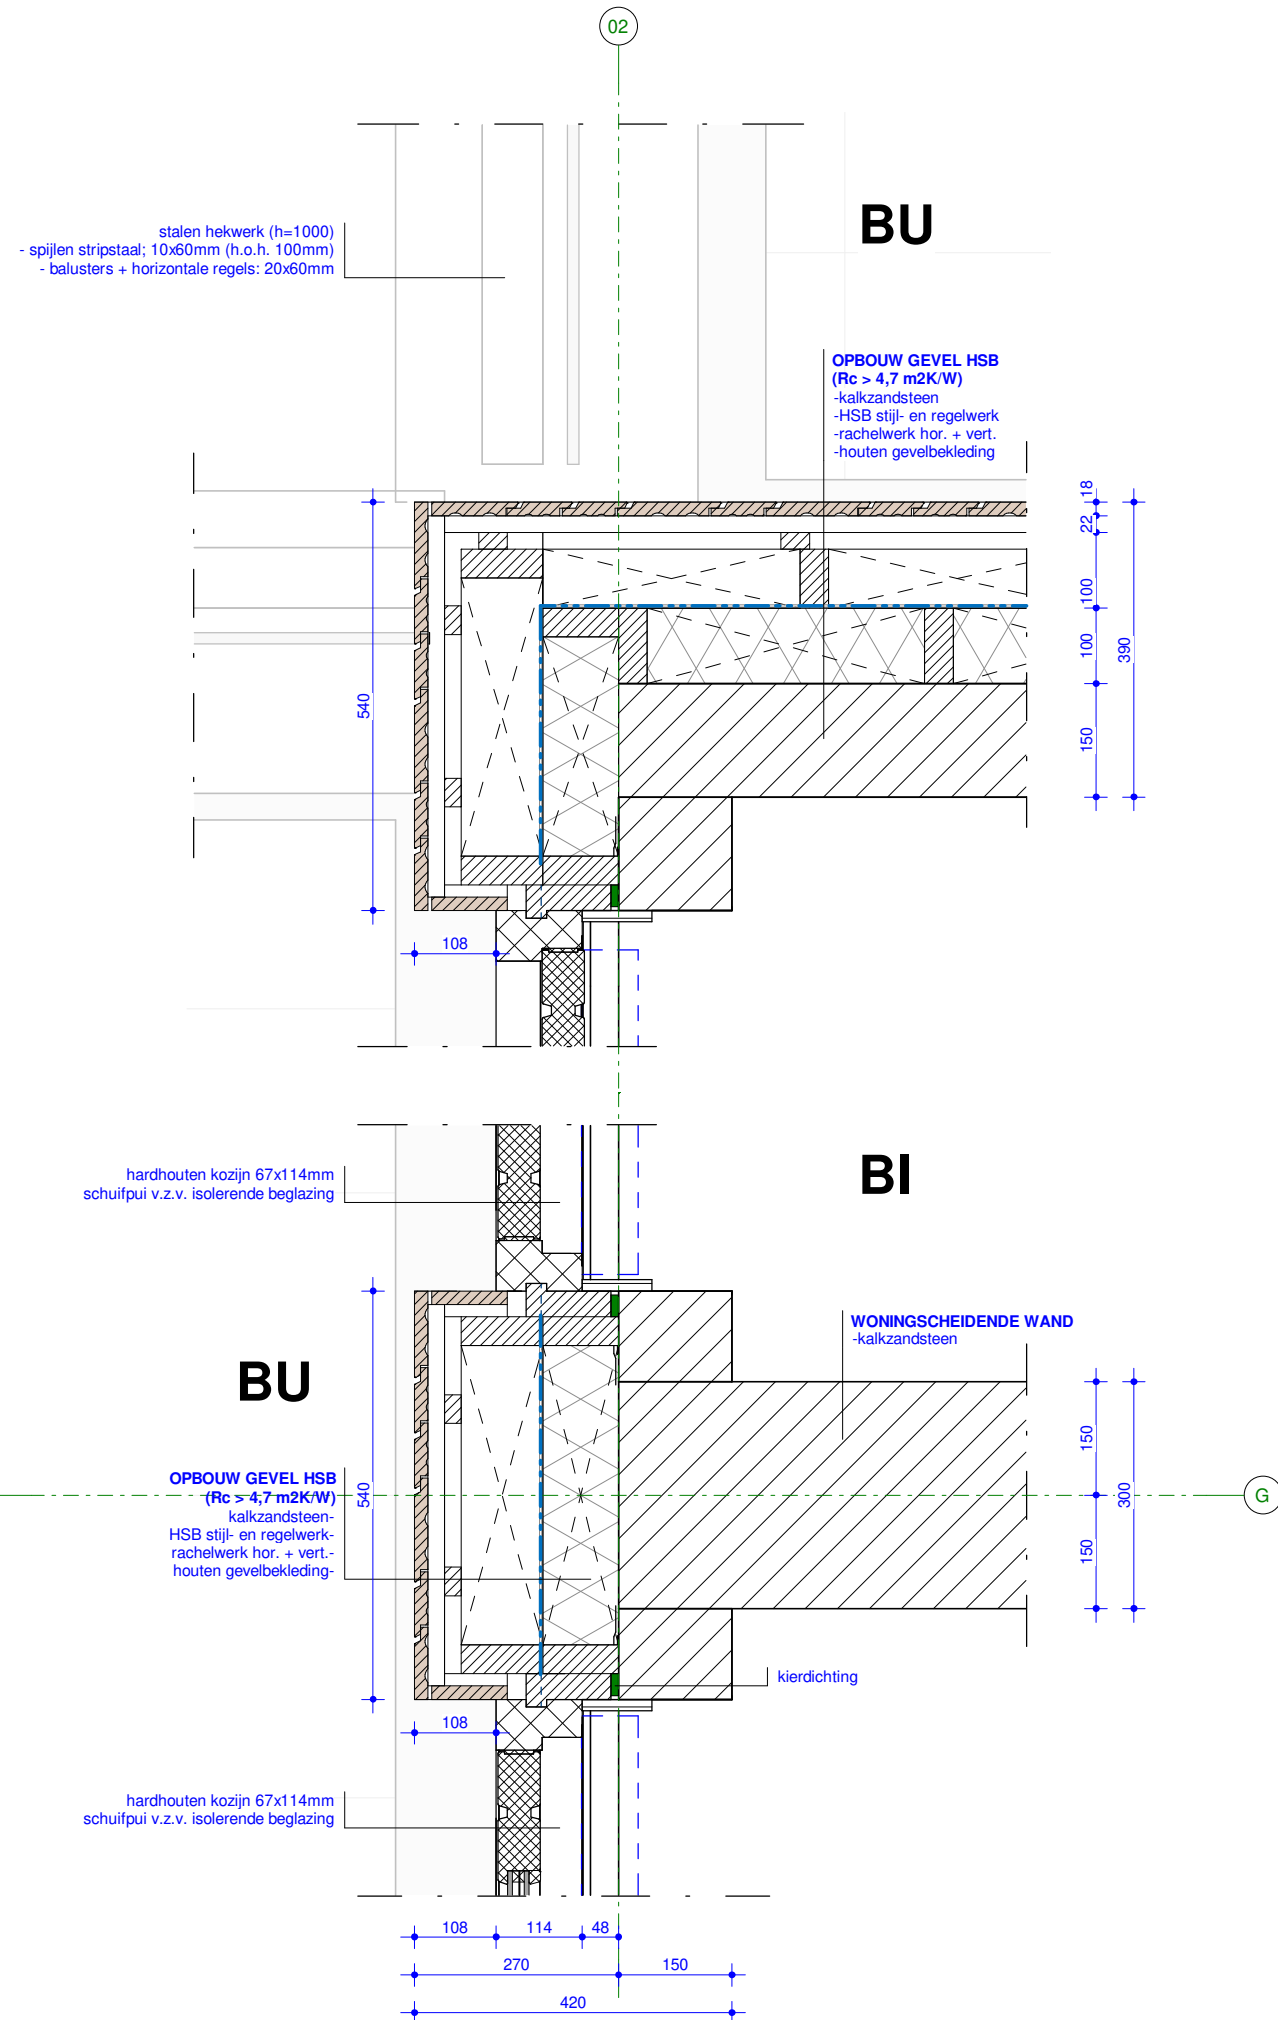 02
BU
stalen hekwerk (h=1000)
- spijlen stripstaal; 10x60mm (h.o.h. 100mm)
- balusters + horizontale regels: 20x60mm
OPBOUW GEVEL HSB
(Rc > 4,7 m2K/W)
-kalkzandsteen
-HSB stijl- en regelwerk
-rachelwerk hor. + vert.
-houten gevelbekleding
18
22
100
100
390
150
540
108
hardhouten kozijn 67x114mm
schuifpui v.z.v. isolerende beglazing
BI
WONINGSCHEIDENDE WAND
-kalkzandsteen
BU
OPBOUW GEVEL HSB
(Rc > 4,7 m2K/W)
kalkzandsteen-
HSB stijl- en regelwerk-
rachelwerk hor. + vert.-
houten gevelbekleding-
540
150
300
150
G
kierdichting
108
hardhouten kozijn 67x114mm
schuifpui v.z.v. isolerende beglazing
108 114 48
270 150
420